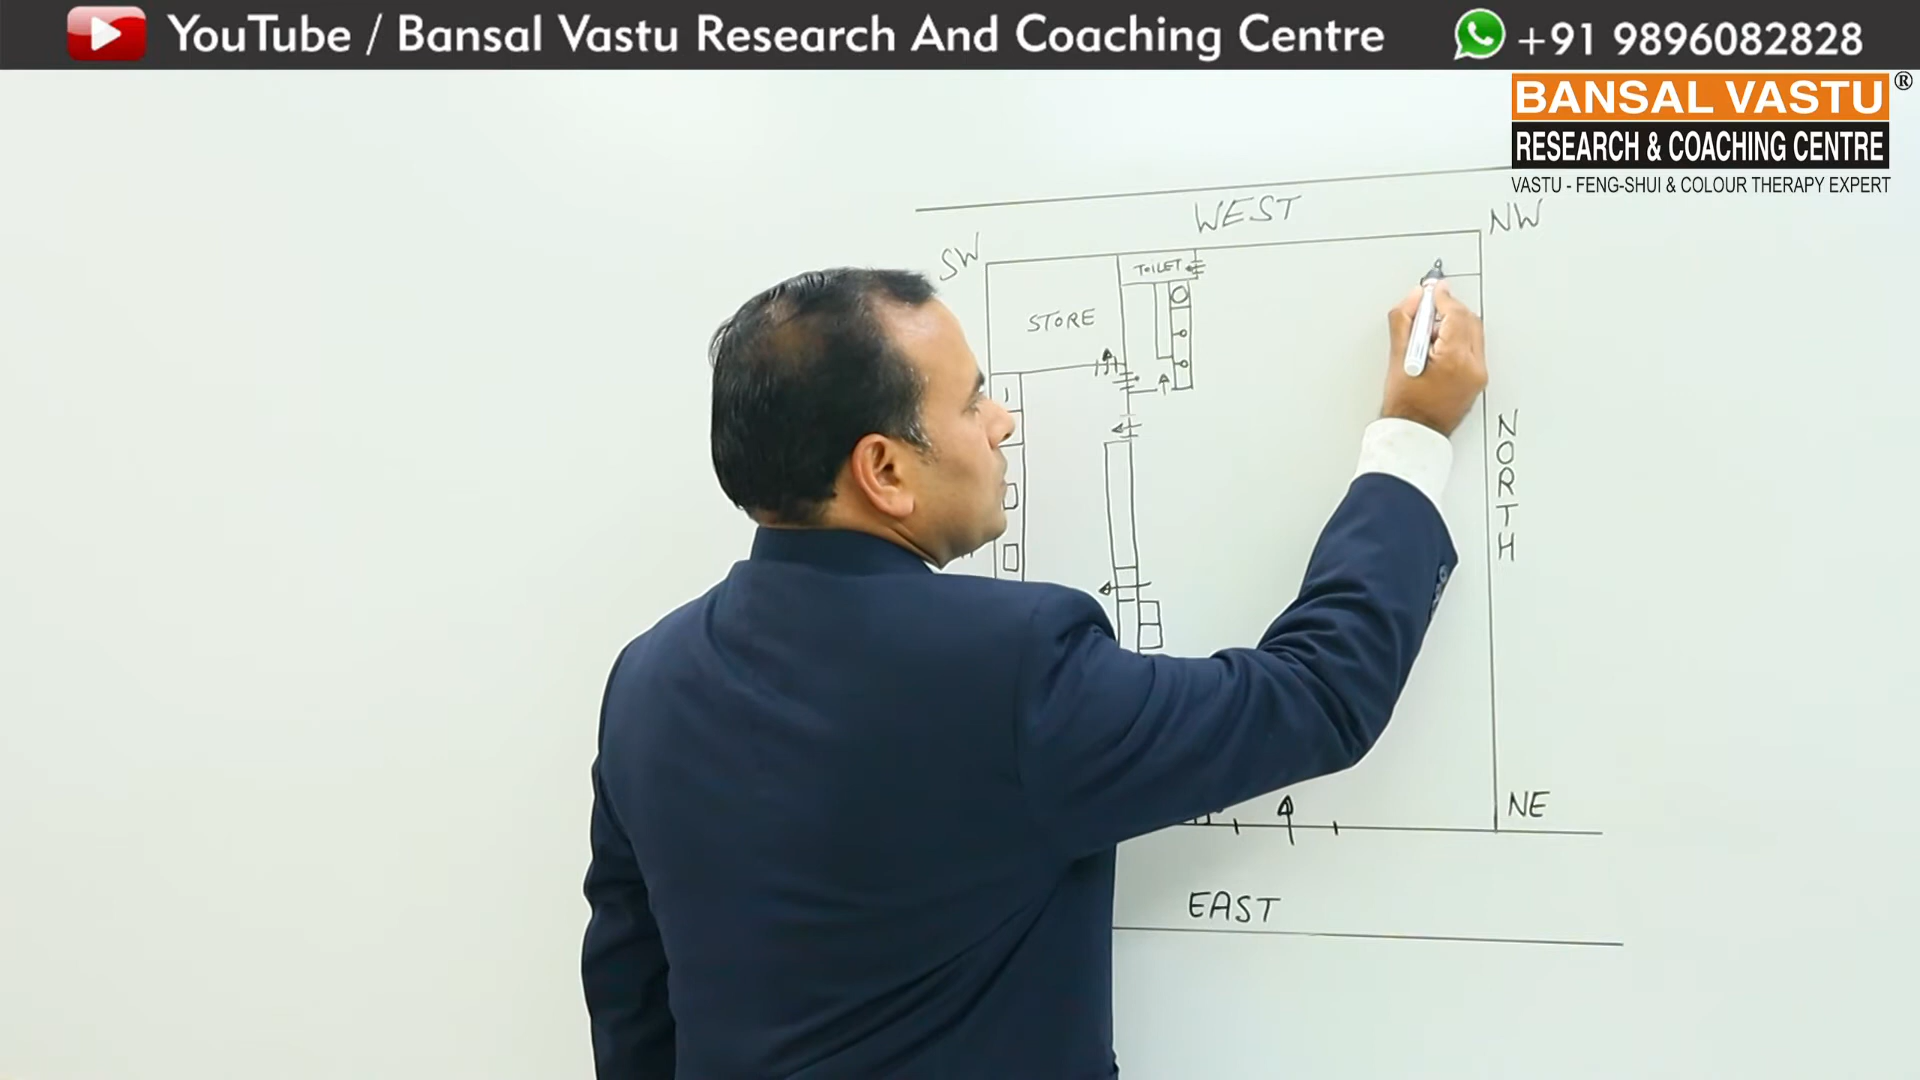 YouTube / Bansal Vastu Research And Coaching Centre
+91 9896082828
BANSAL VASTU®
RESEARCH & COACHING CENTRE
VASTU - FENG-SHUI & COLOUR THERAPY EXPERT
WEST
NW
SW
TOILET
STORE
NORTH
NE
EAST